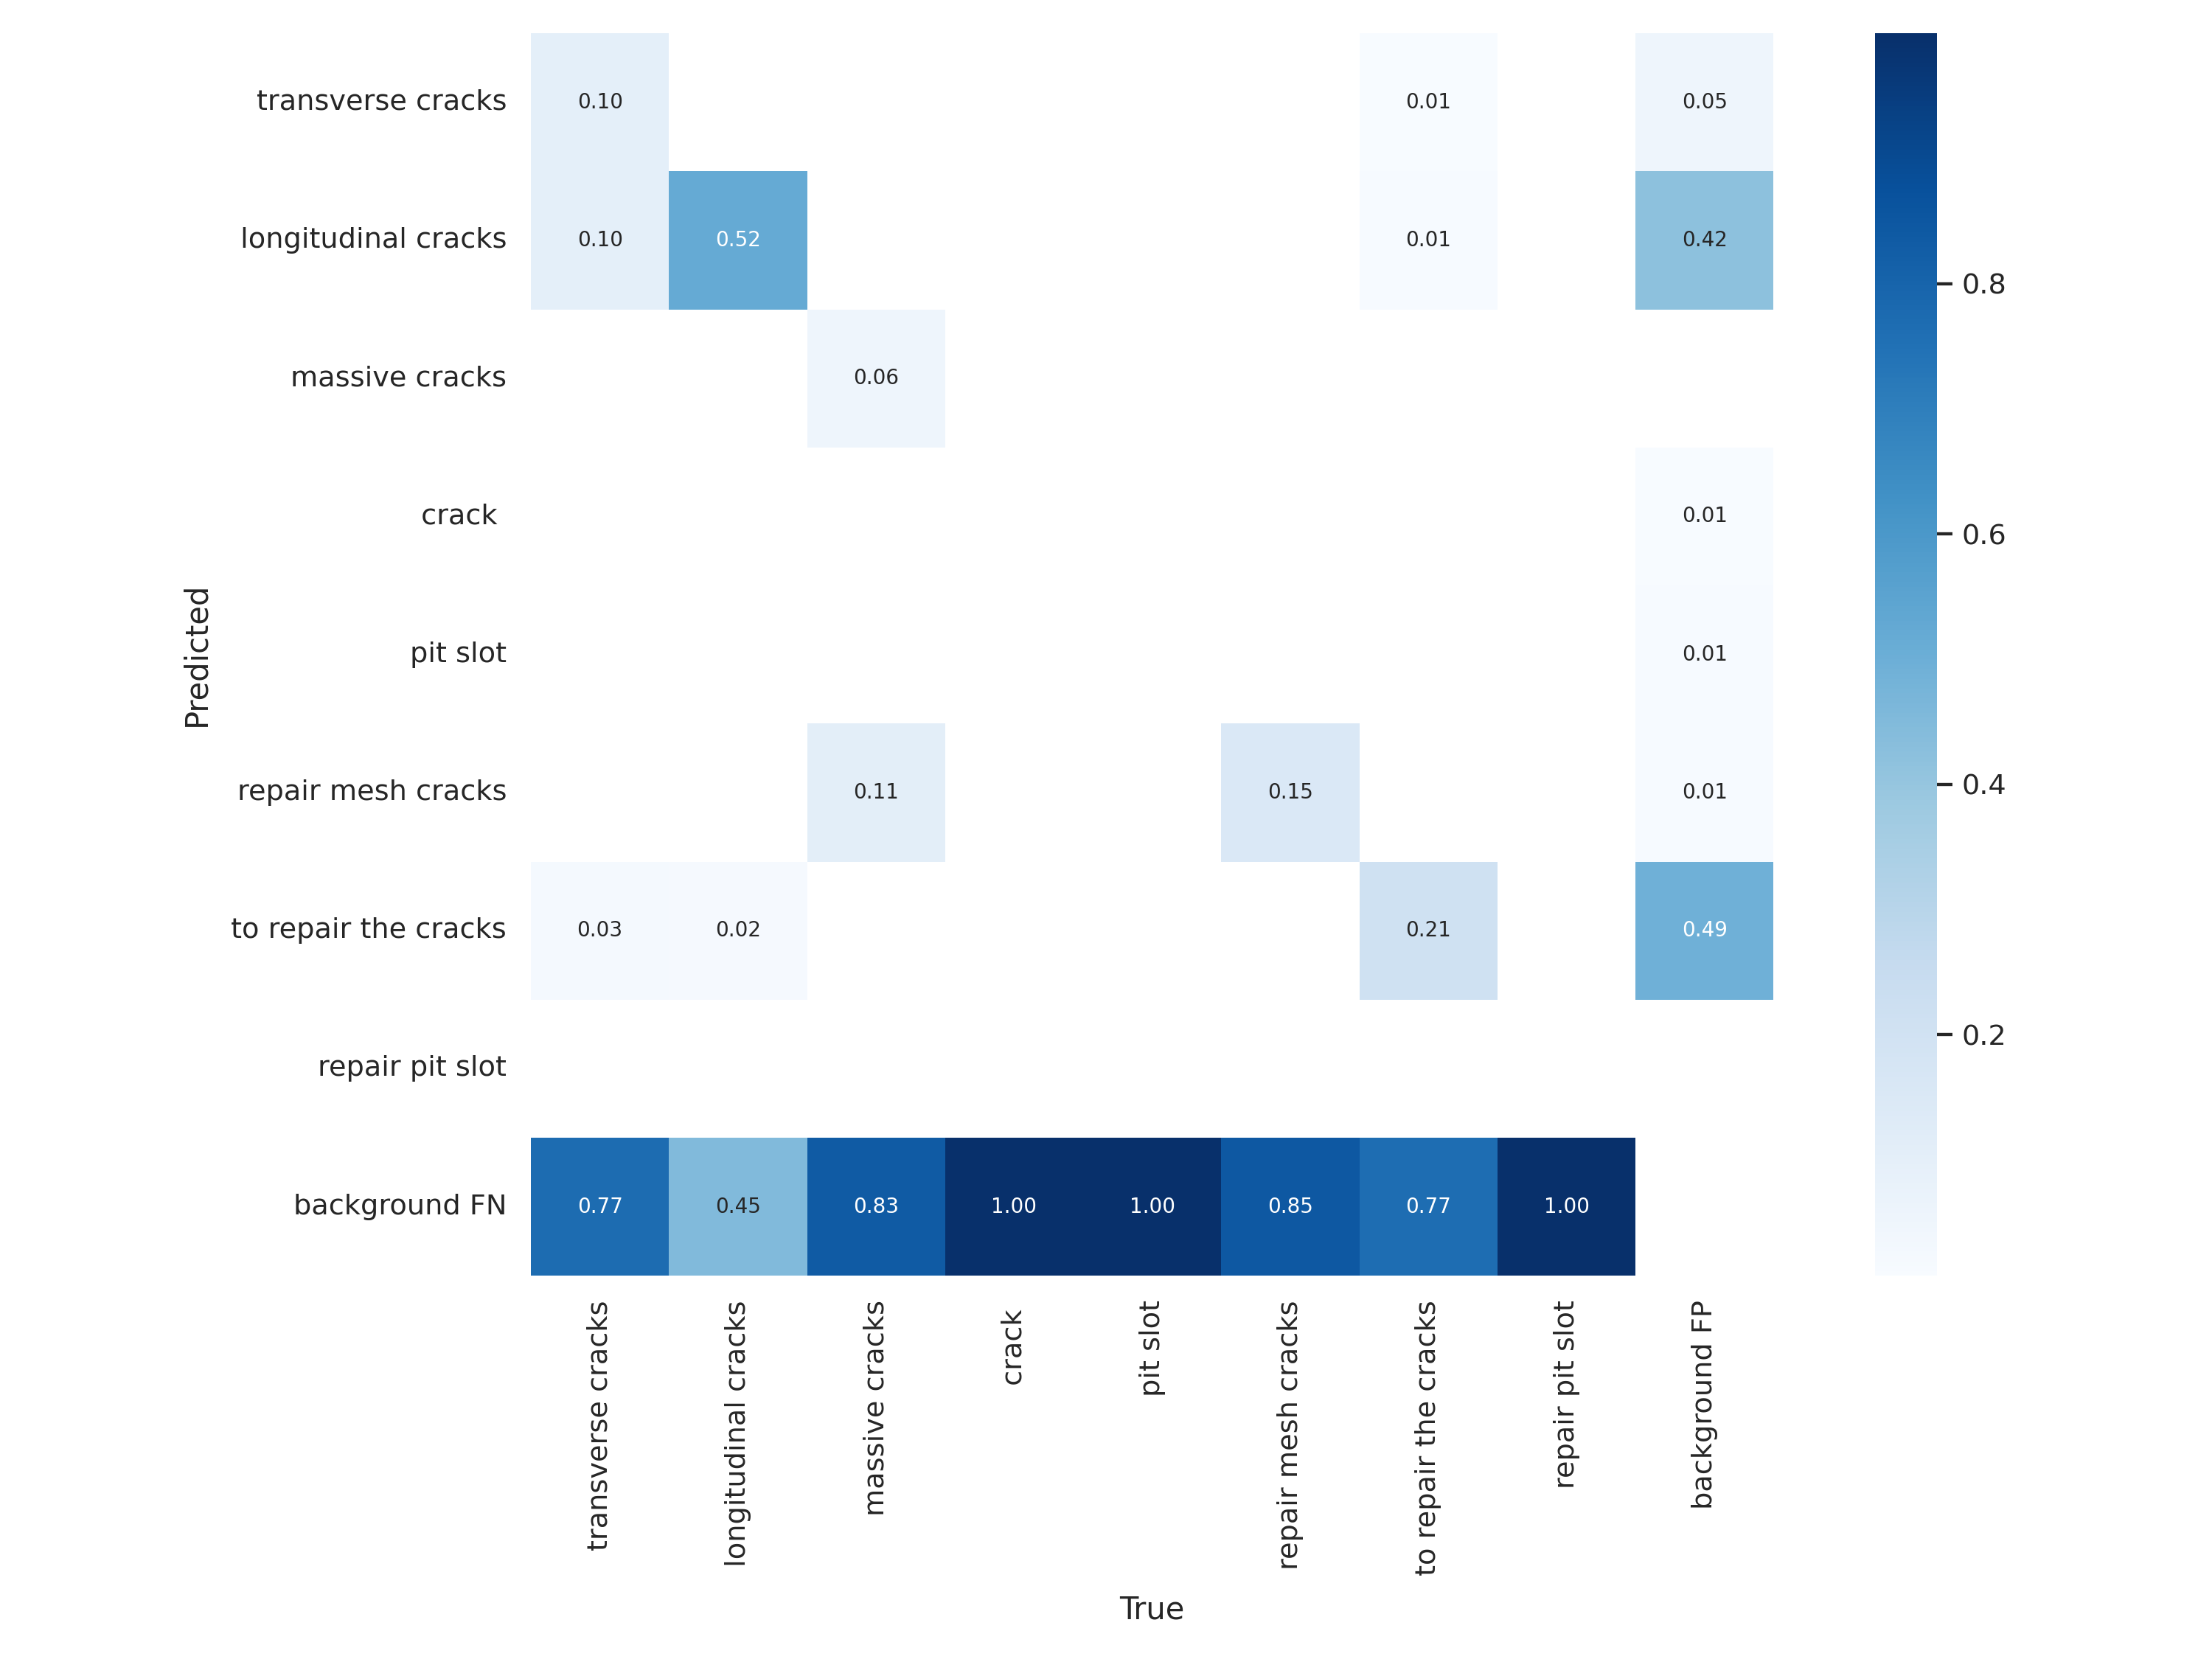 transverse cracks 0.10 0.01 0.05
longitudinal cracks 0.10 0.52 0.01 0.42
0.8
massive cracks 0.06
crack 0.01
0.6
Predicted
pit slot 0.01
repair mesh cracks 0.11 0.15 0.01
0.4
to repair the cracks 0.03 0.02 0.21 0.49
0.2
repair pit slot
background FN 0.77 0.45 0.83 1.00 1.00 0.85 0.77 1.00
transverse cracks
longitudinal cracks
massive cracks
crack
pit slot
repair mesh cracks
to repair the cracks
repair pit slot
background FP
True